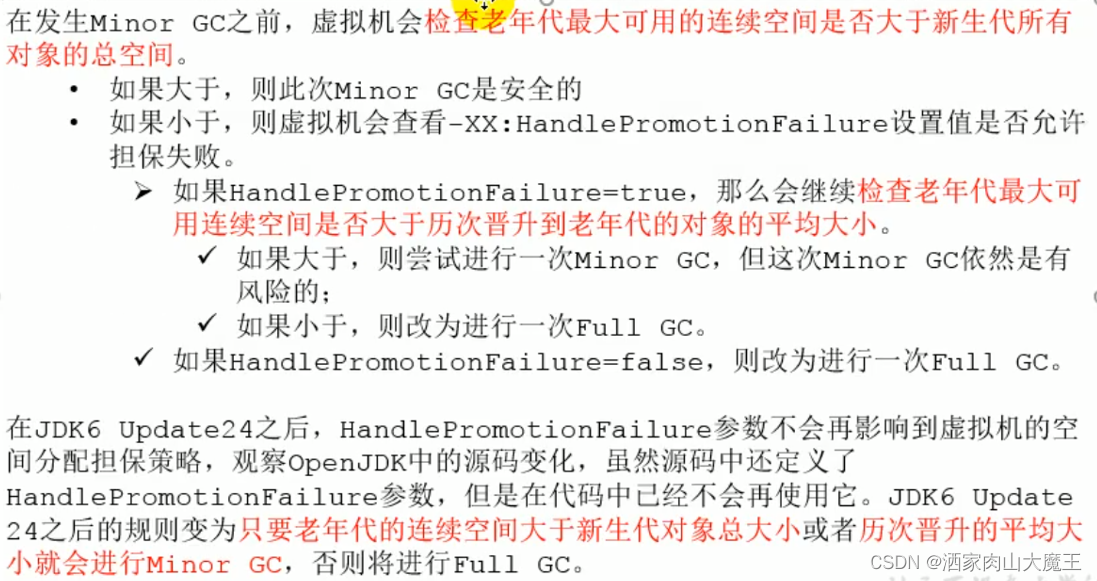 在发生Minor GC之前，虚拟机会检查老年代最大可用的连续空间是否大于新生代所有
对象的总空间。
• 如果大于，则此次Minor GC是安全的
• 如果小于，则虚拟机会查看-XX:HandlePromotionFailure设置值是否允许
担保失败。
➢ 如果HandlePromotionFailure=true，那么会继续检查老年代最大可
用连续空间是否大于历次晋升到老年代的对象的平均大小。
✓ 如果大于，则尝试进行一次Minor GC，但这次Minor GC依然是有
风险的；
✓ 如果小于，则改为进行一次Full GC。
✓ 如果HandlePromotionFailure=false，则改为进行一次Full GC。
在JDK6 Update24之后，HandlePromotionFailure参数不会再影响到虚拟机的空
间分配担保策略，观察OpenJDK中的源码变化，虽然源码中还定义了
HandlePromotionFailure参数，但是在代码中已经不会再使用它。JDK6 Update
24之后的规则变为只要老年代的连续空间大于新生代对象总大小或者历次晋升的平均大
小就会进行Minor GC，否则将进行Full GC。
CSDN @洒家肉山大魔王